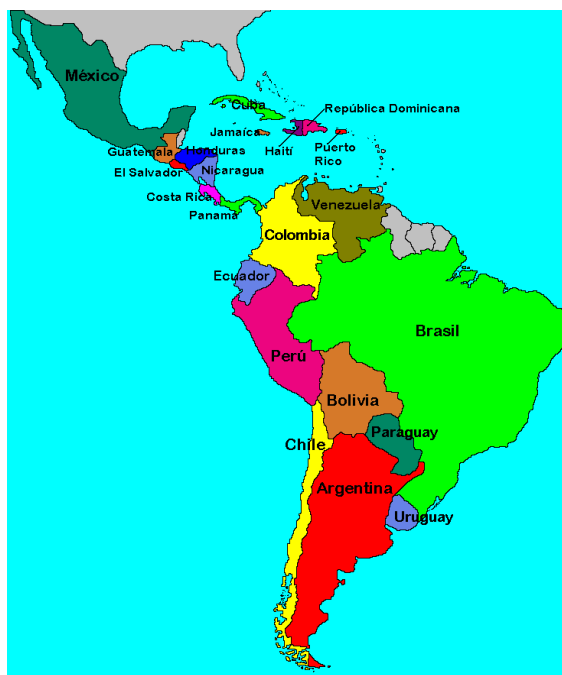 México
Cuba
República Dominicana
Jamaíca
Haití
Puerto
Rico
Guatemala
Honduras
El Salvador
Nicaragua
Costa Rica
Panamá
Venezuela
Colombia
Ecuador
Brasil
Perú
Bolivia
Paraguay
Chile
Argentina
Uruguay